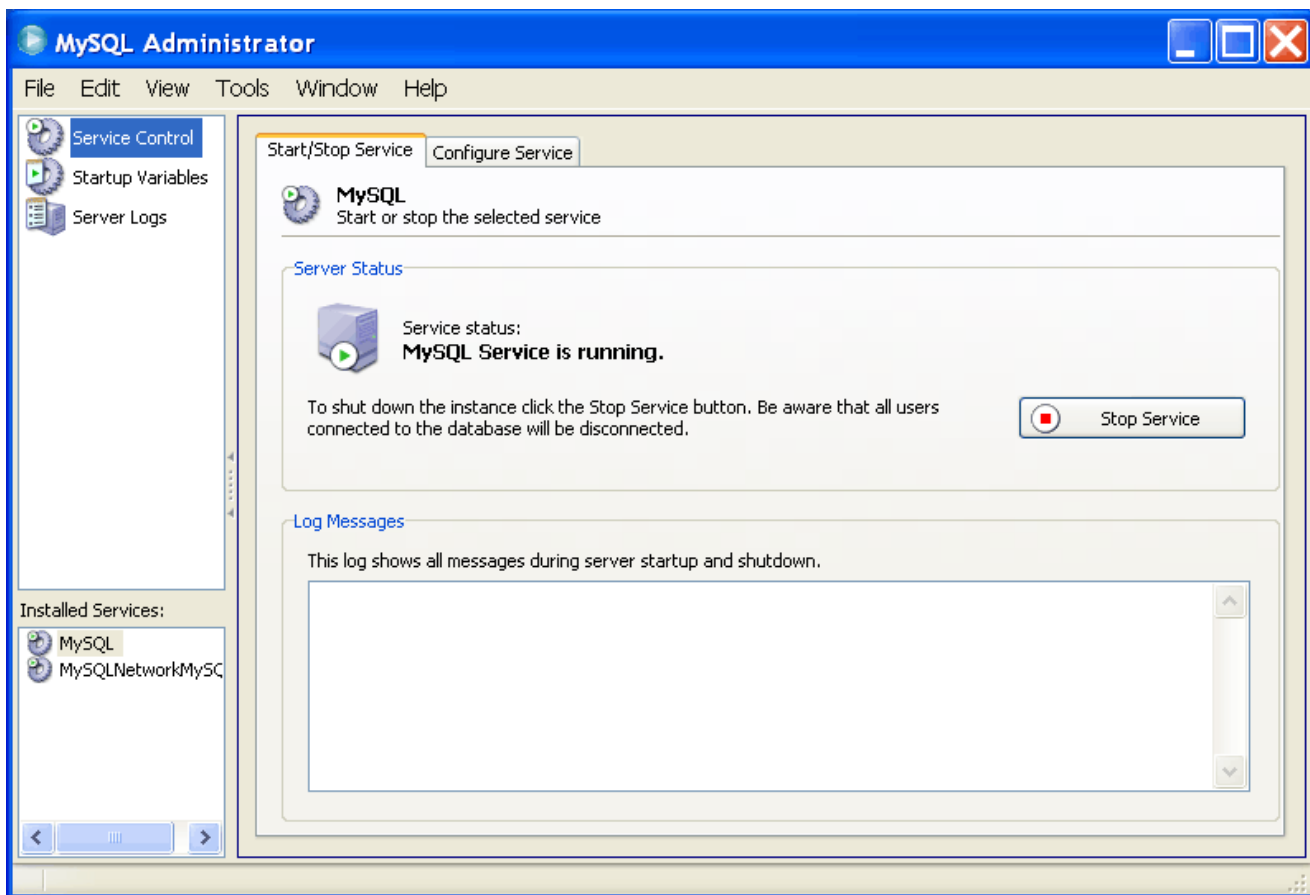 MySQL Administrator
File Edit View Tools Window Help
Service Control
Startup Variables
Server Logs
Start/Stop Service
Configure Service
MySQL
Start or stop the selected service
Server Status
Service status:
MySQL Service is running.
To shut down the instance click the Stop Service button. Be aware that all users
connected to the database will be disconnected.
Stop Service
Log Messages
This log shows all messages during server startup and shutdown.
Installed Services:
MySQL
MySQLNetworkMySQ